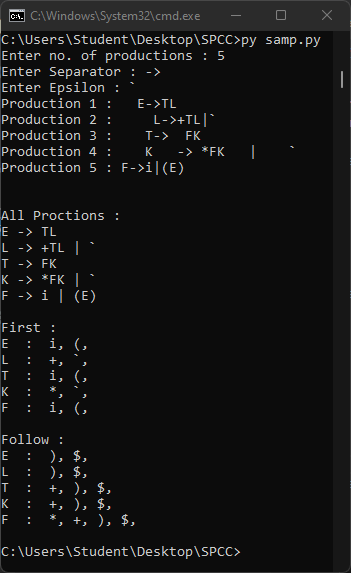 C:\Windows\System32\cmd.exe
C:\Users\Student\Desktop\SPCC>py samp.py
Enter no. of productions : 5
Enter Separator : ->
Enter Epsilon : `
Production 1 :   E->TL
Production 2 :     L->+TL|`
Production 3 :    T->  FK
Production 4 :    K   -> *FK   |    `
Production 5 : F->i|(E)
All Proctions :
E -> TL
L -> +TL | `
T -> FK
K -> *FK | `
F -> i | (E)
First :
E  :  i, (,
L  :  +, `,
T  :  i, (,
K  :  *, `,
F  :  i, (,
Follow :
E  :  ), $,
L  :  ), $,
T  :  +, ), $,
K  :  +, ), $,
F  :  *, +, ), $,
C:\Users\Student\Desktop\SPCC>